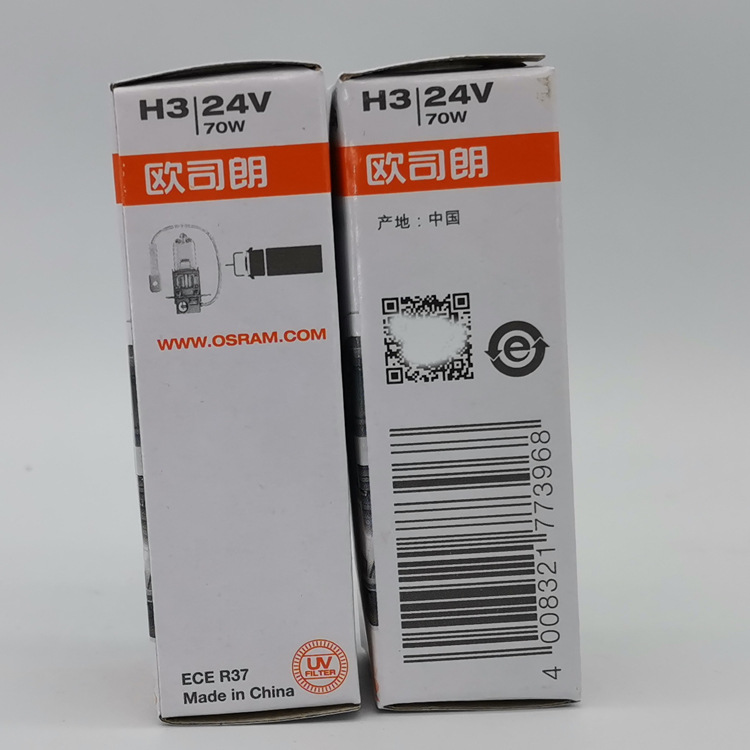 H3 24V
70W
欧司朗
WWW.OSRAM.COM
ECE R37
Made in China
UV
FILTER
H3 24V
70W
欧司朗
产地：中国
e
4 008321 773968